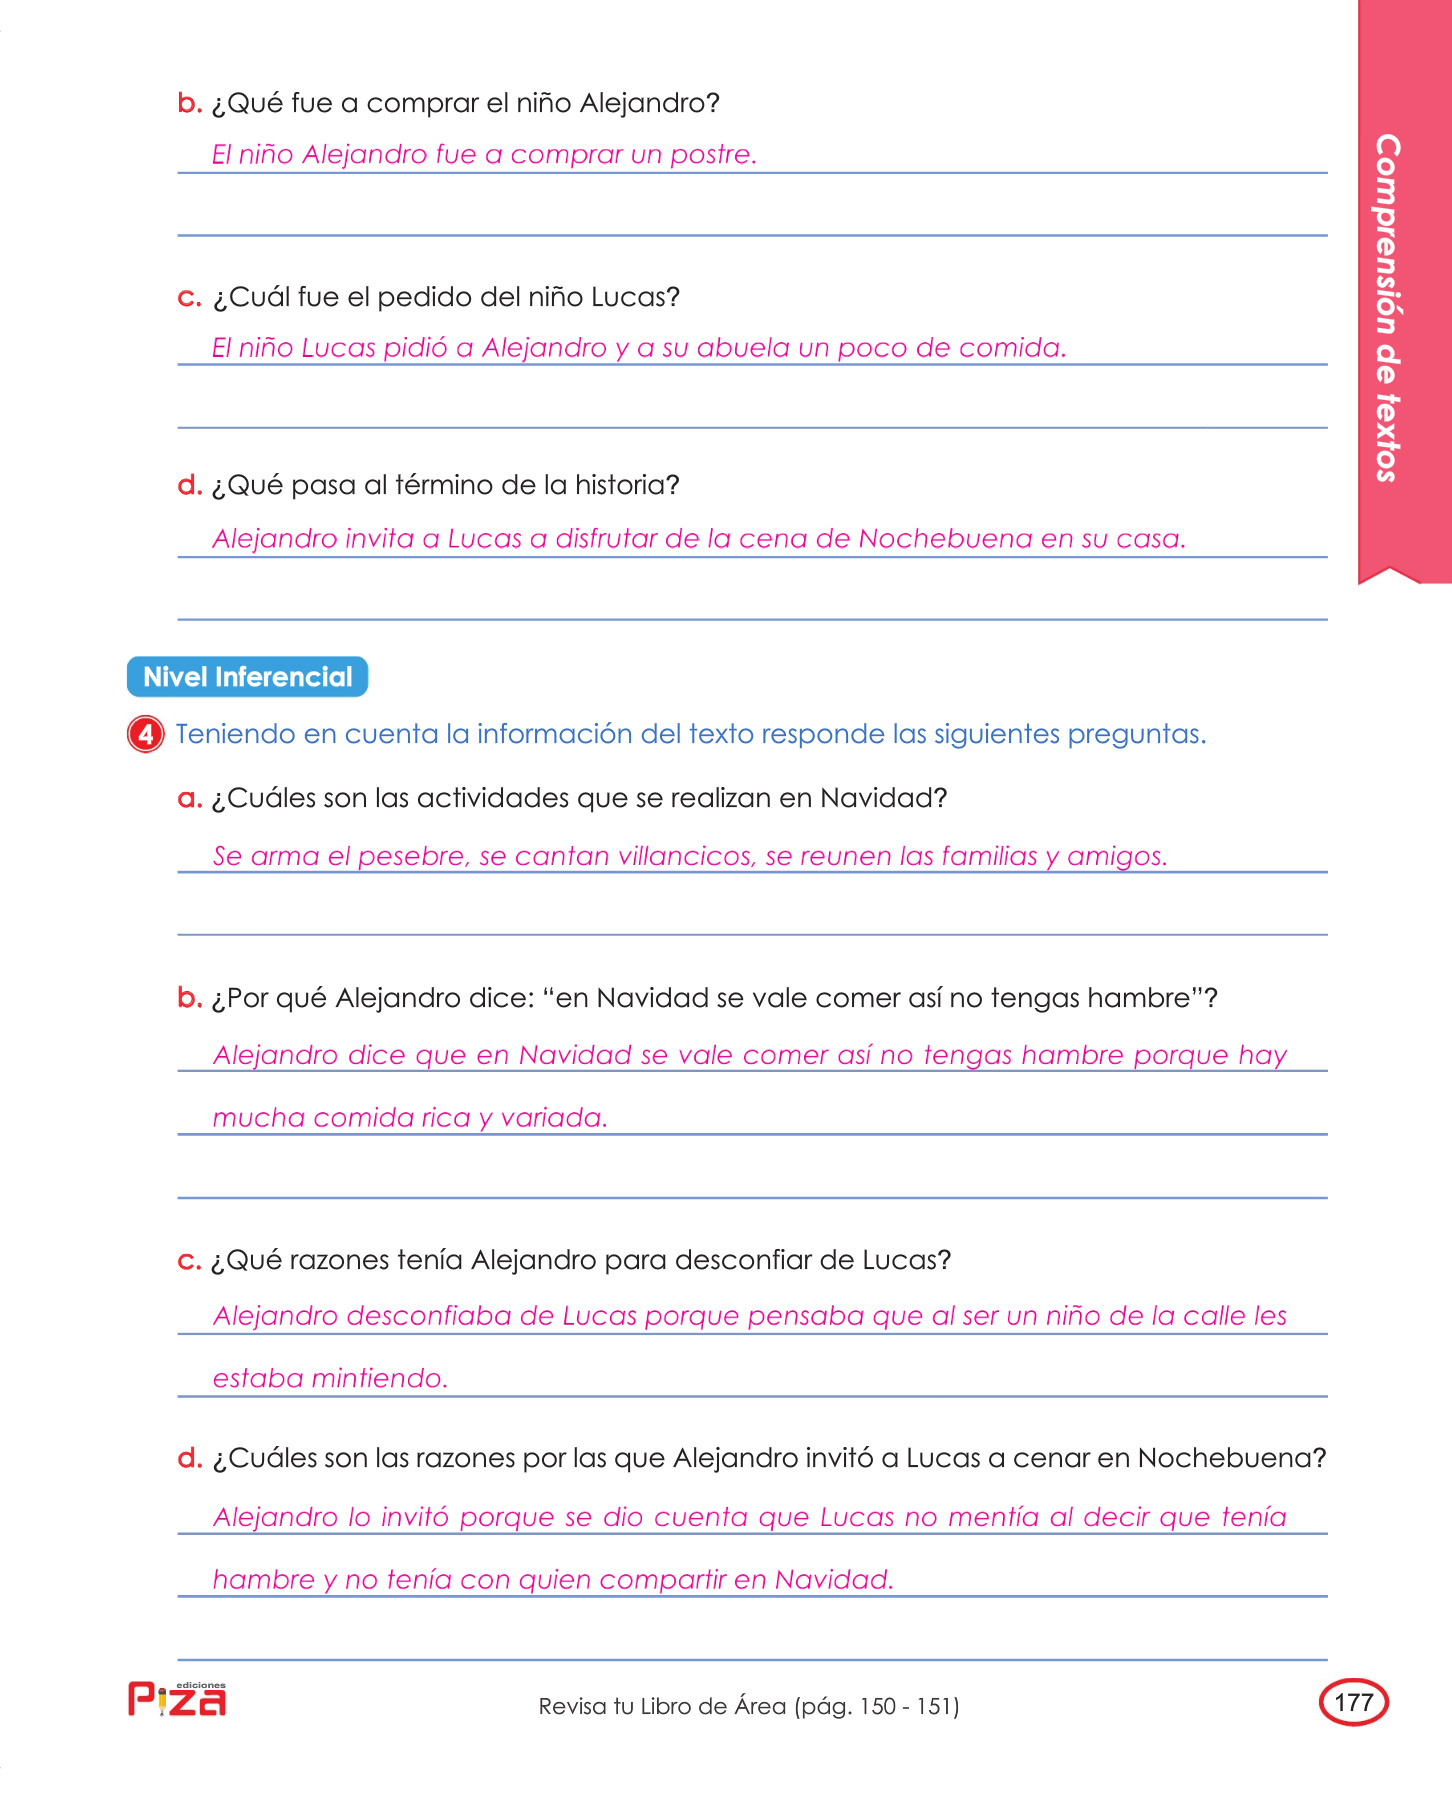 b. ¿Qué fue a comprar el niño Alejandro?
El niño Alejandro fue a comprar un postre.
c. ¿Cuál fue el pedido del niño Lucas?
El niño Lucas pidió a Alejandro y a su abuela un poco de comida.
d. ¿Qué pasa al término de la historia?
Alejandro invita a Lucas a disfrutar de la cena de Nochebuena en su casa.
Comprensión de textos
Nivel Inferencial
4 Teniendo en cuenta la información del texto responde las siguientes preguntas.
a. ¿Cuáles son las actividades que se realizan en Navidad?
Se arma el pesebre, se cantan villancicos, se reunen las familias y amigos.
b. ¿Por qué Alejandro dice: “en Navidad se vale comer así no tengas hambre”?
Alejandro dice que en Navidad se vale comer así no tengas hambre porque hay
mucha comida rica y variada.
c. ¿Qué razones tenía Alejandro para desconfiar de Lucas?
Alejandro desconfiaba de Lucas porque pensaba que al ser un niño de la calle les
estaba mintiendo.
d. ¿Cuáles son las razones por las que Alejandro invitó a Lucas a cenar en Nochebuena?
Alejandro lo invitó porque se dio cuenta que Lucas no mentía al decir que tenía
hambre y no tenía con quien compartir en Navidad.
ediciones
Piza
Revisa tu Libro de Área (pág. 150 - 151)
177